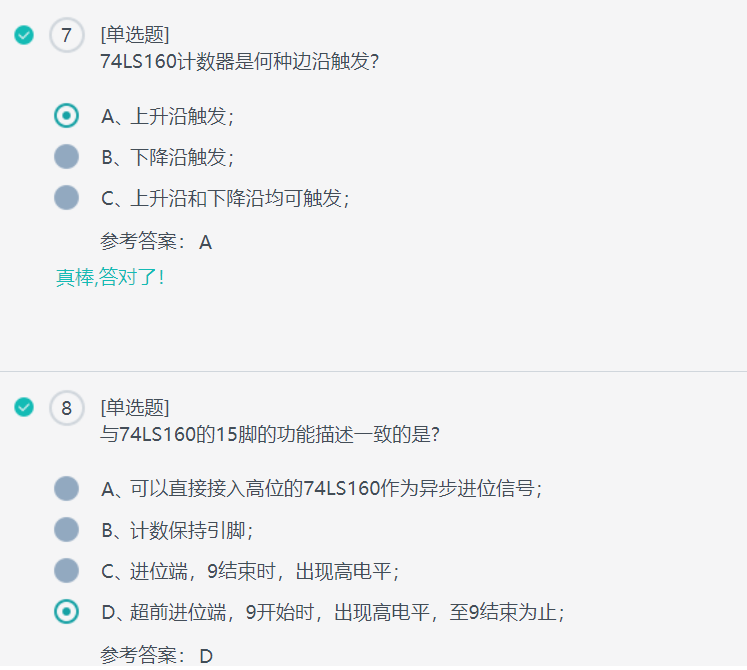 7
[单选题]
74LS160计数器是何种边沿触发?
A、上升沿触发;
B、下降沿触发;
C、上升沿和下降沿均可触发;
参考答案: A
真棒,答对了!
8
[单选题]
与74LS160的15脚的功能描述一致的是?
A、可以直接接入高位的74LS160作为异步进位信号;
B、计数保持引脚;
C、进位端，9结束时，出现高电平;
D、超前进位端，9开始时，出现高电平，至9结束为止;
参考答案: D